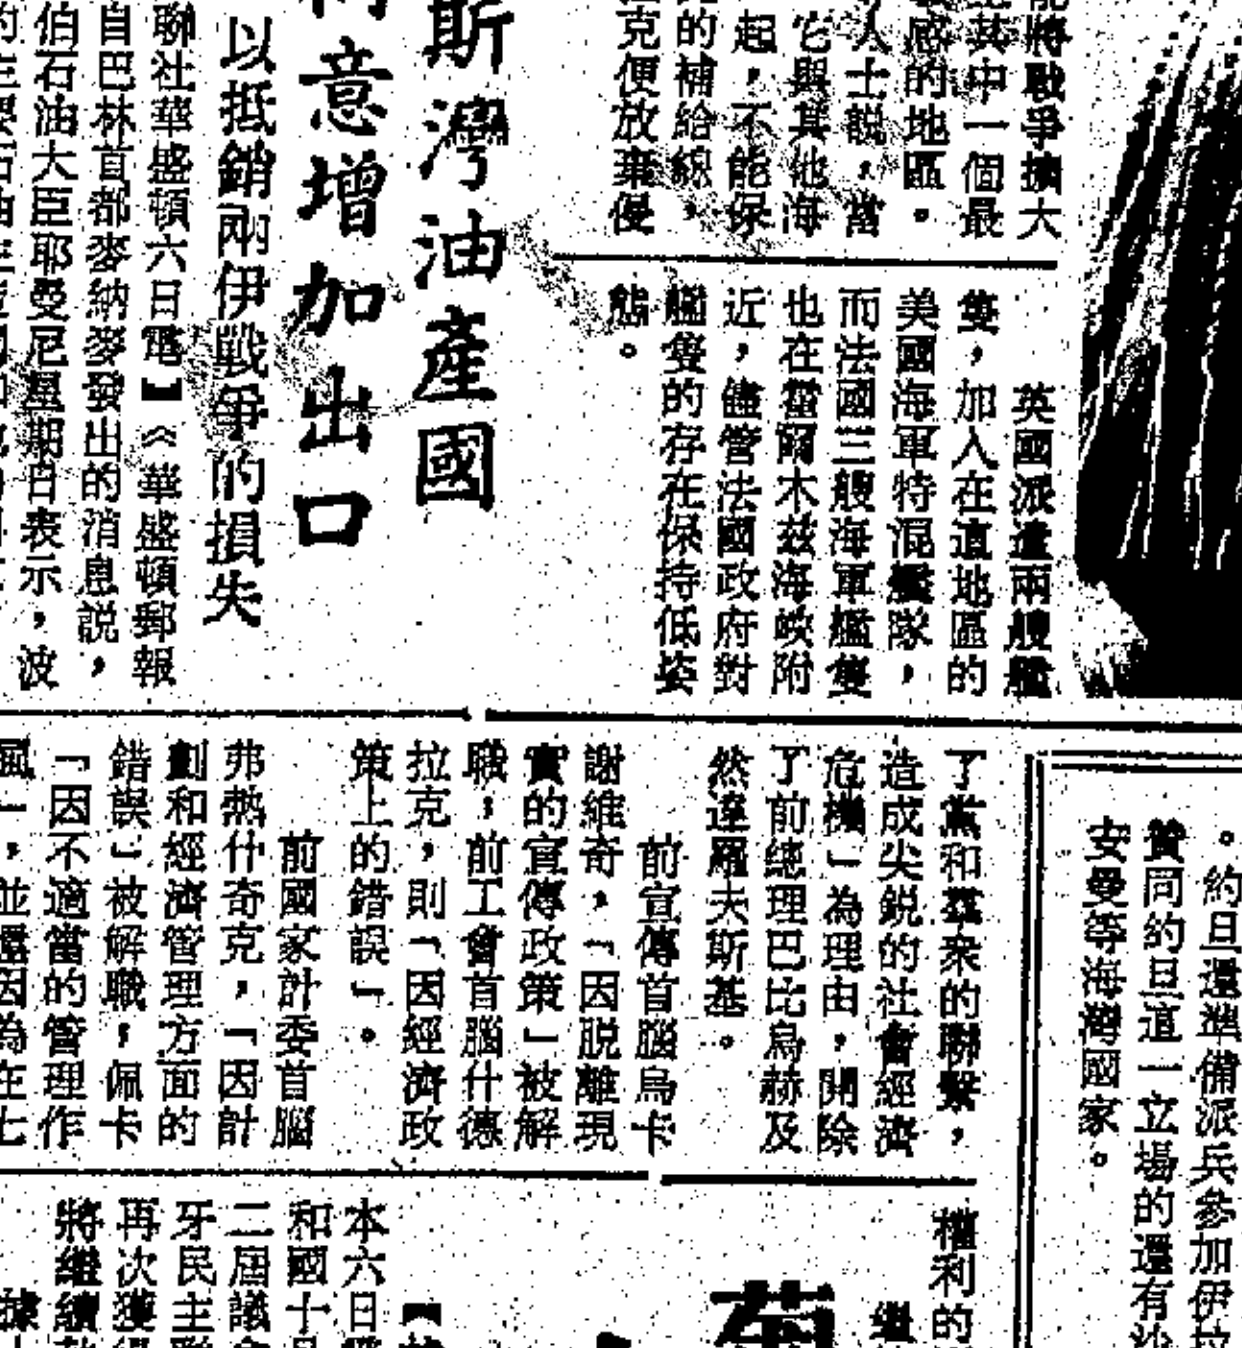 能將戰爭擴大
其中一個最
感的地區。
人士説，當
它與其他海
起，不能保
的補給線，
克便放棄優
英國派遣兩艘艦
隻，加入在這地區的
美國海軍特混艦隊，
而法國三艘海軍艦隻
也在霍爾木茲海峽附
近，儘管法國政府對
艦隻的存在保持低姿
態。
斯灣油產國
意增加出口
以抵銷兩伊戰爭的損失
聯社華盛頓六日電】《華盛頓郵報
自巴林首都麥納麥發出的消息説，
伯石油大臣耶曼尼星期日表示，波
。約旦還準備派兵參加伊拉
贊同約旦這一立場的還有沙
安曼等海灣國家。
了黨和羣衆的聯繫，
造成尖鋭的社會經濟
危機」為理由，開除
了前總理巴比烏赫及
然達羅夫斯基。
前宣傳首腦烏卡
謝維奇，「因脱離現
實的宣傳政策」被解
職；前工會首腦什德
拉克，則「因經濟政
策上的錯誤」。
前國家計委首腦
弗熱什奇克，「因計
劃和經濟管理方面的
錯誤」被解職；佩卡
「因不適當的管理作
風」，並還因為在七
權利的
繼
葡
本六日
和國十
二屆議
牙民主聯
再次獲得
將繼續
據